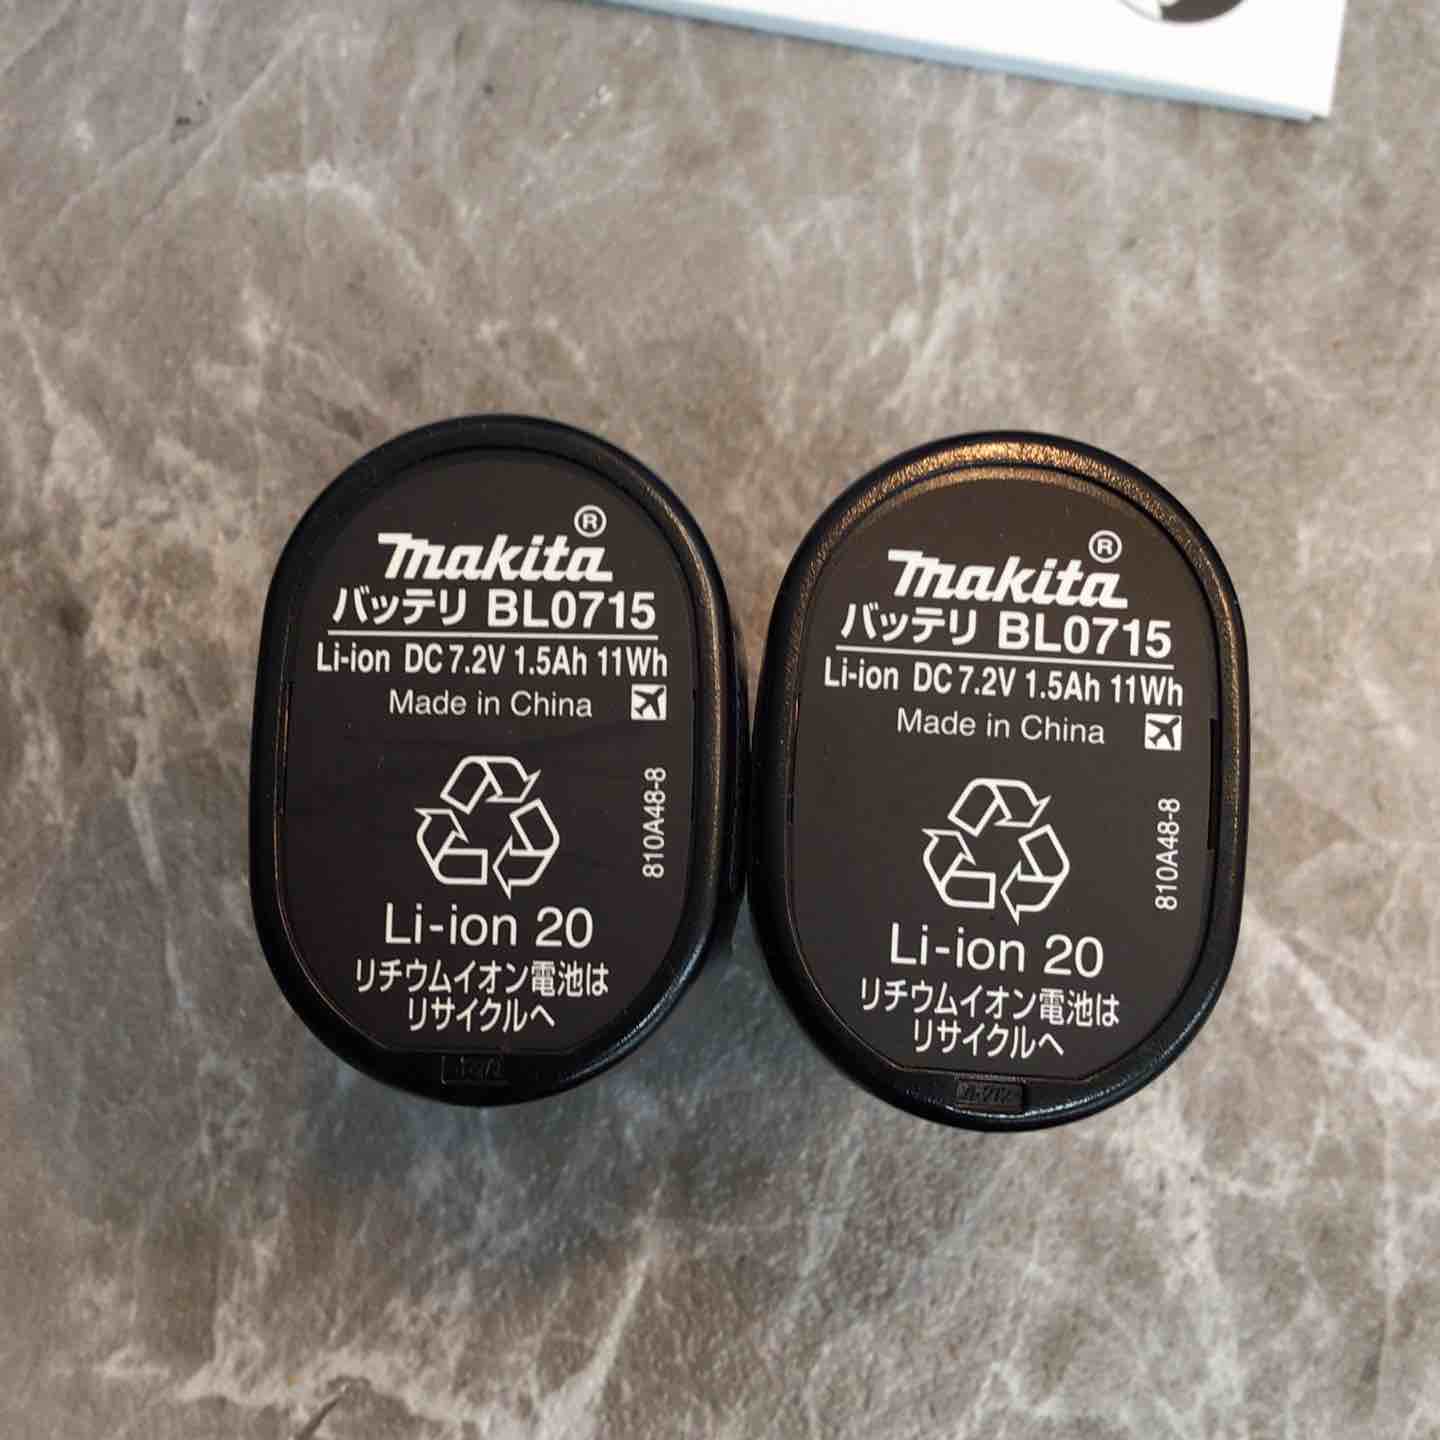 makita®
バッテリ BL0715
Li-ion DC 7.2V 1.5Ah 11Wh
Made in China
810A48-8
Li-ion 20
リチウムイオン電池は
リサイクルへ
makita®
バッテリ BL0715
Li-ion DC 7.2V 1.5Ah 11Wh
Made in China
810A48-8
Li-ion 20
リチウムイオン電池は
リサイクルへ